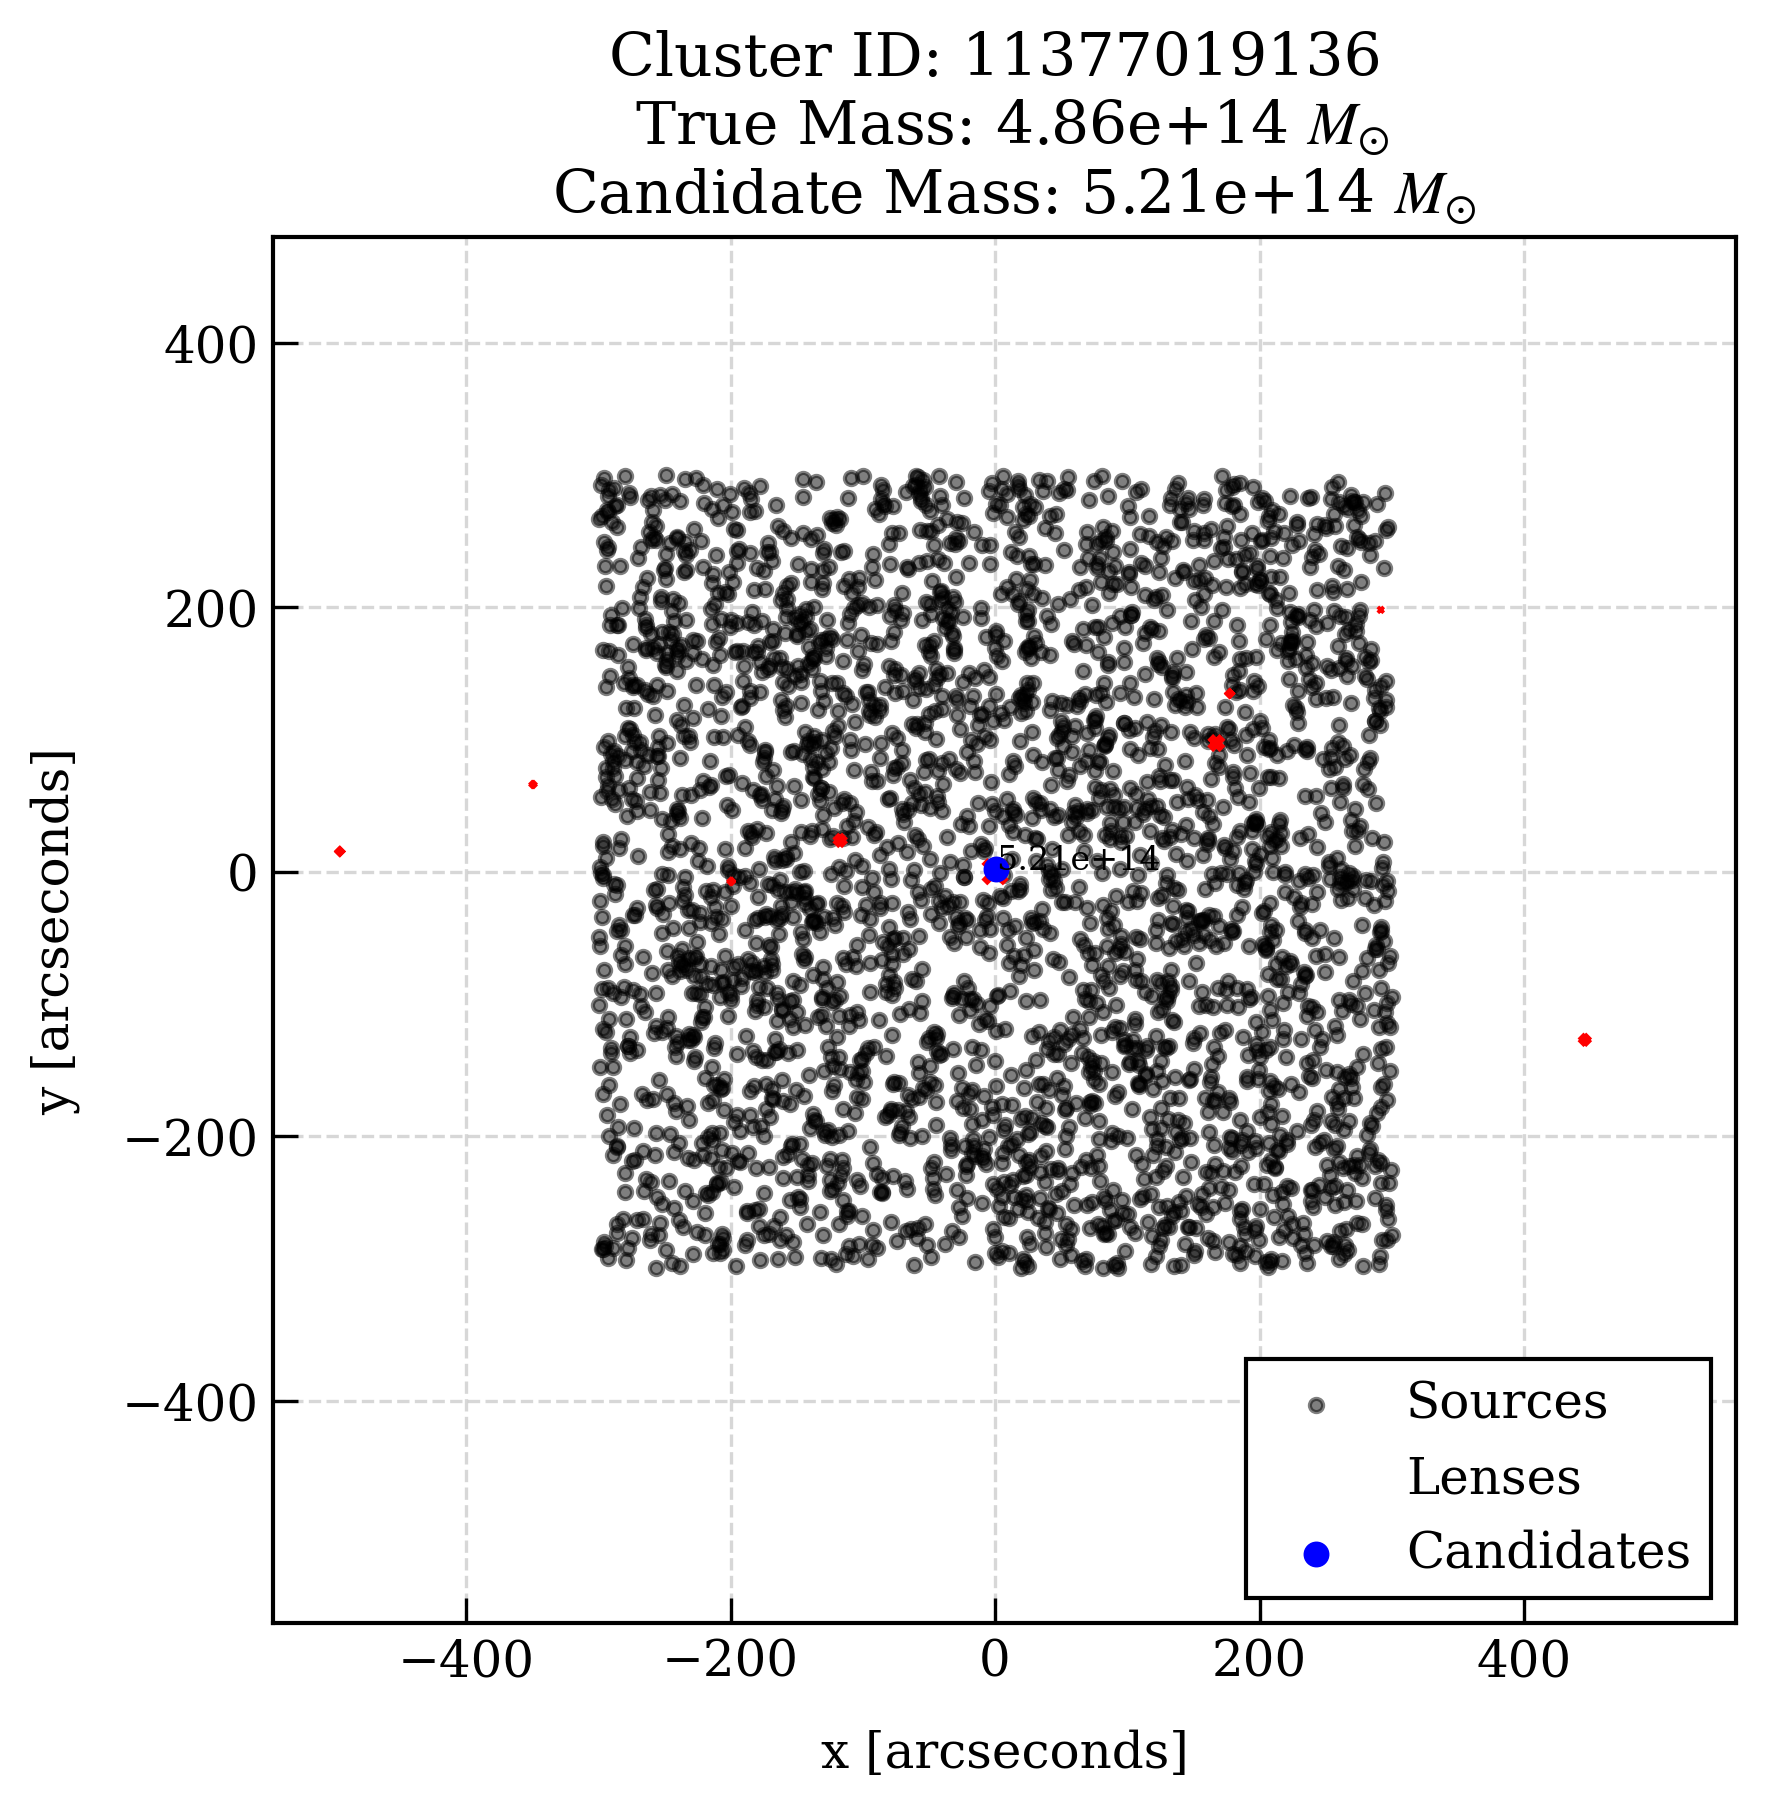 Cluster ID: 11377019136
True Mass: 4.86e+14 M⊙
Candidate Mass: 5.21e+14 M⊙
y [arcseconds]
400
200
0
−200
−400
5.21e+14
Sources
Lenses
Candidates
−400
−200
0
200
400
x [arcseconds]